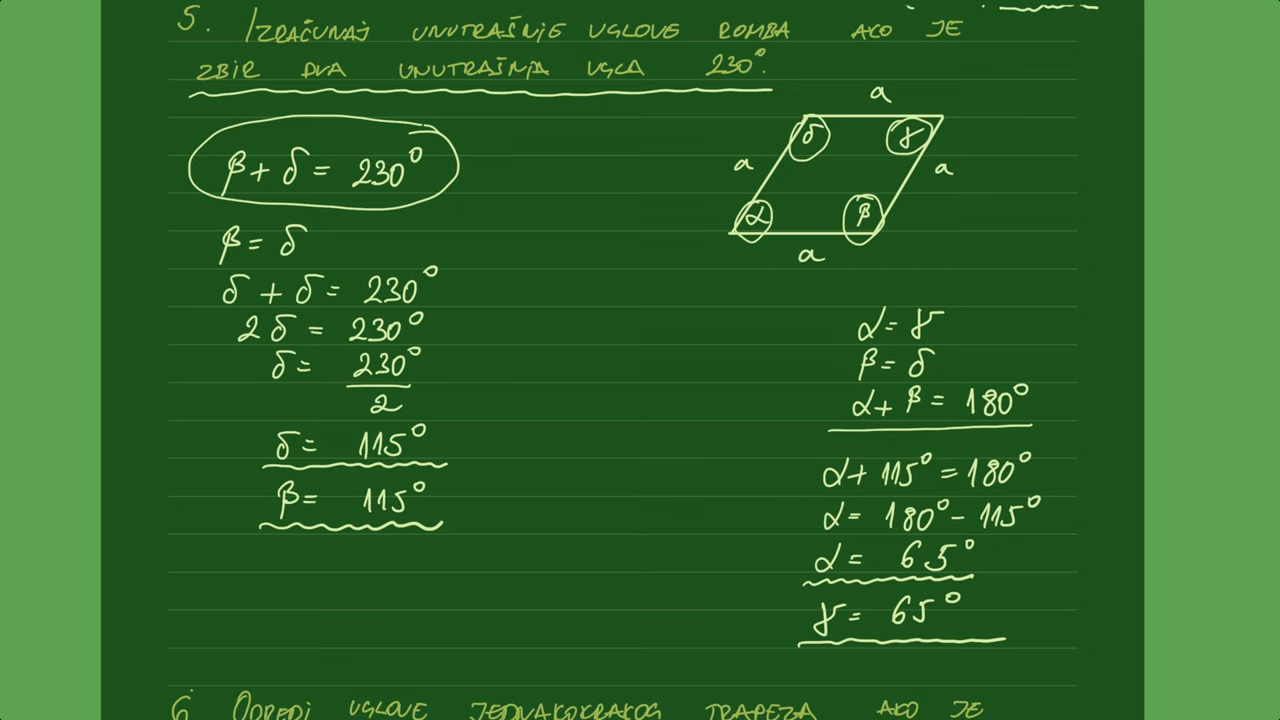 5. IZRAČUNAJ UNUTRAŠNJE UGLOVE ROMBA AKO JE
ZBIR DVA UNUTRAŠNJA UGLA 230°.
β + δ = 230°
β = δ
δ + δ = 230°
2δ = 230°
δ = 230°
2
δ = 115°
β = 115°
a
δ γ
a a
α β
a
α = γ
β = δ
α + β = 180°
α + 115° = 180°
α = 180° - 115°
α = 65°
γ = 65°
6 ODREDI UGLOVE JEDNAKOKRAKOG TRAPEZA AKO JE